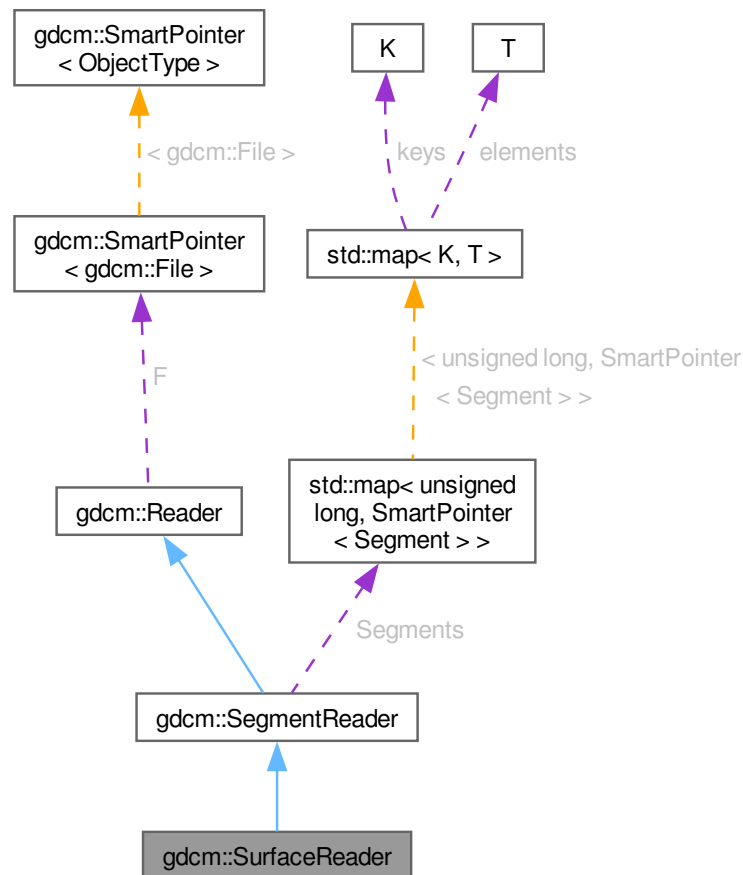 gdcm::SmartPointer
< ObjectType >
K
T
< gdcm::File >
keys
elements
gdcm::SmartPointer
< gdcm::File >
std::map< K, T >
F
< unsigned long, SmartPointer
< Segment > >
gdcm::Reader
std::map< unsigned
long, SmartPointer
< Segment > >
Segments
gdcm::SegmentReader
gdcm::SurfaceReader